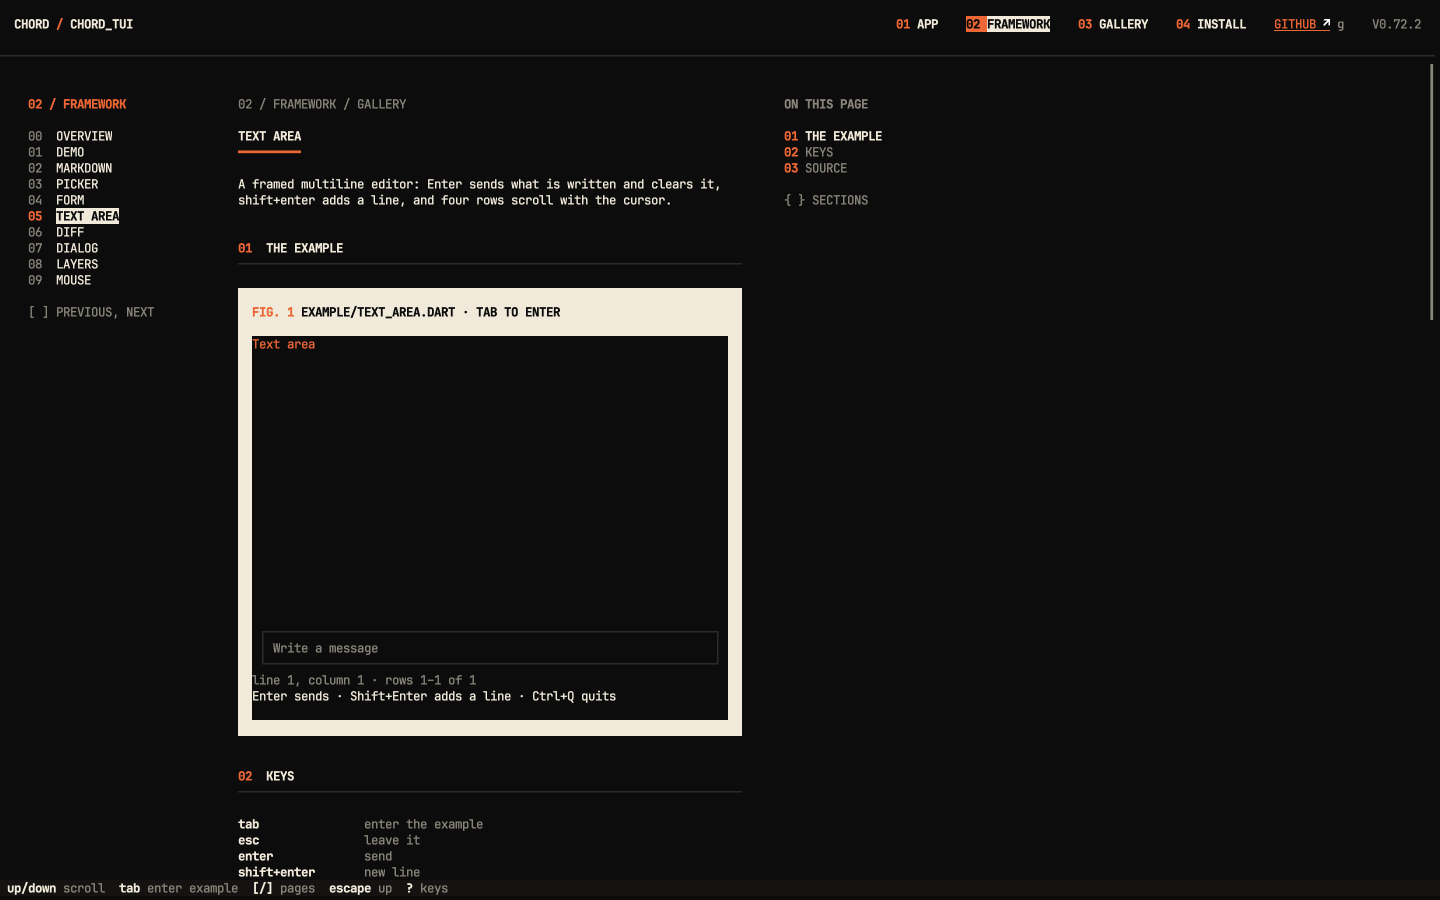 CHORD / CHORD_TUI
01 APP 02 FRAMEWORK 03 GALLERY 04 INSTALL GITHUB ↗ g V0.72.2
02 / FRAMEWORK
00 OVERVIEW
01 DEMO
02 MARKDOWN
03 PICKER
04 FORM
05 TEXT AREA
06 DIFF
07 DIALOG
08 LAYERS
09 MOUSE
[ ] PREVIOUS, NEXT
02 / FRAMEWORK / GALLERY
TEXT AREA
A framed multiline editor: Enter sends what is written and clears it,
shift+enter adds a line, and four rows scroll with the cursor.
01 THE EXAMPLE
FIG. 1 EXAMPLE/TEXT_AREA.DART · TAB TO ENTER
Text area
Write a message
line 1, column 1 · rows 1–1 of 1
Enter sends · Shift+Enter adds a line · Ctrl+Q quits
02 KEYS
tab enter the example
esc leave it
enter send
shift+enter new line
ON THIS PAGE
01 THE EXAMPLE
02 KEYS
03 SOURCE
{ } SECTIONS
up/down scroll tab enter example [/] pages escape up ? keys